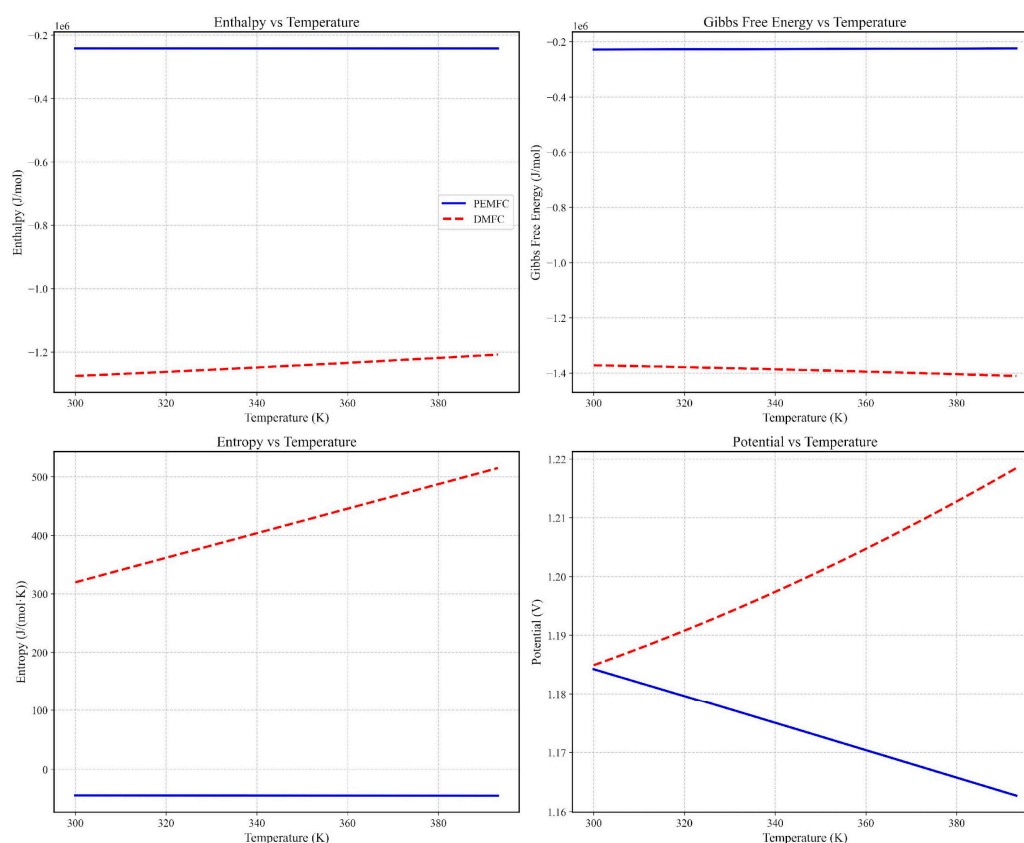 Enthalpy vs Temperature
1e6
−0.2
−0.4
−0.6
−0.8
−1.0
−1.2
Enthalpy (J/mol)
PEMFC
DMFC
300
320
340
360
380
Temperature (K)
Gibbs Free Energy vs Temperature
1e6
−0.2
−0.4
−0.6
−0.8
−1.0
−1.2
−1.4
Gibbs Free Energy (J/mol)
300
320
340
360
380
Temperature (K)
Entropy vs Temperature
500
400
300
200
100
0
Entropy (J/(mol·K))
300
320
340
360
380
Temperature (K)
Potential vs Temperature
1.22
1.21
1.20
1.19
1.18
1.17
1.16
Potential (V)
300
320
340
360
380
Temperature (K)